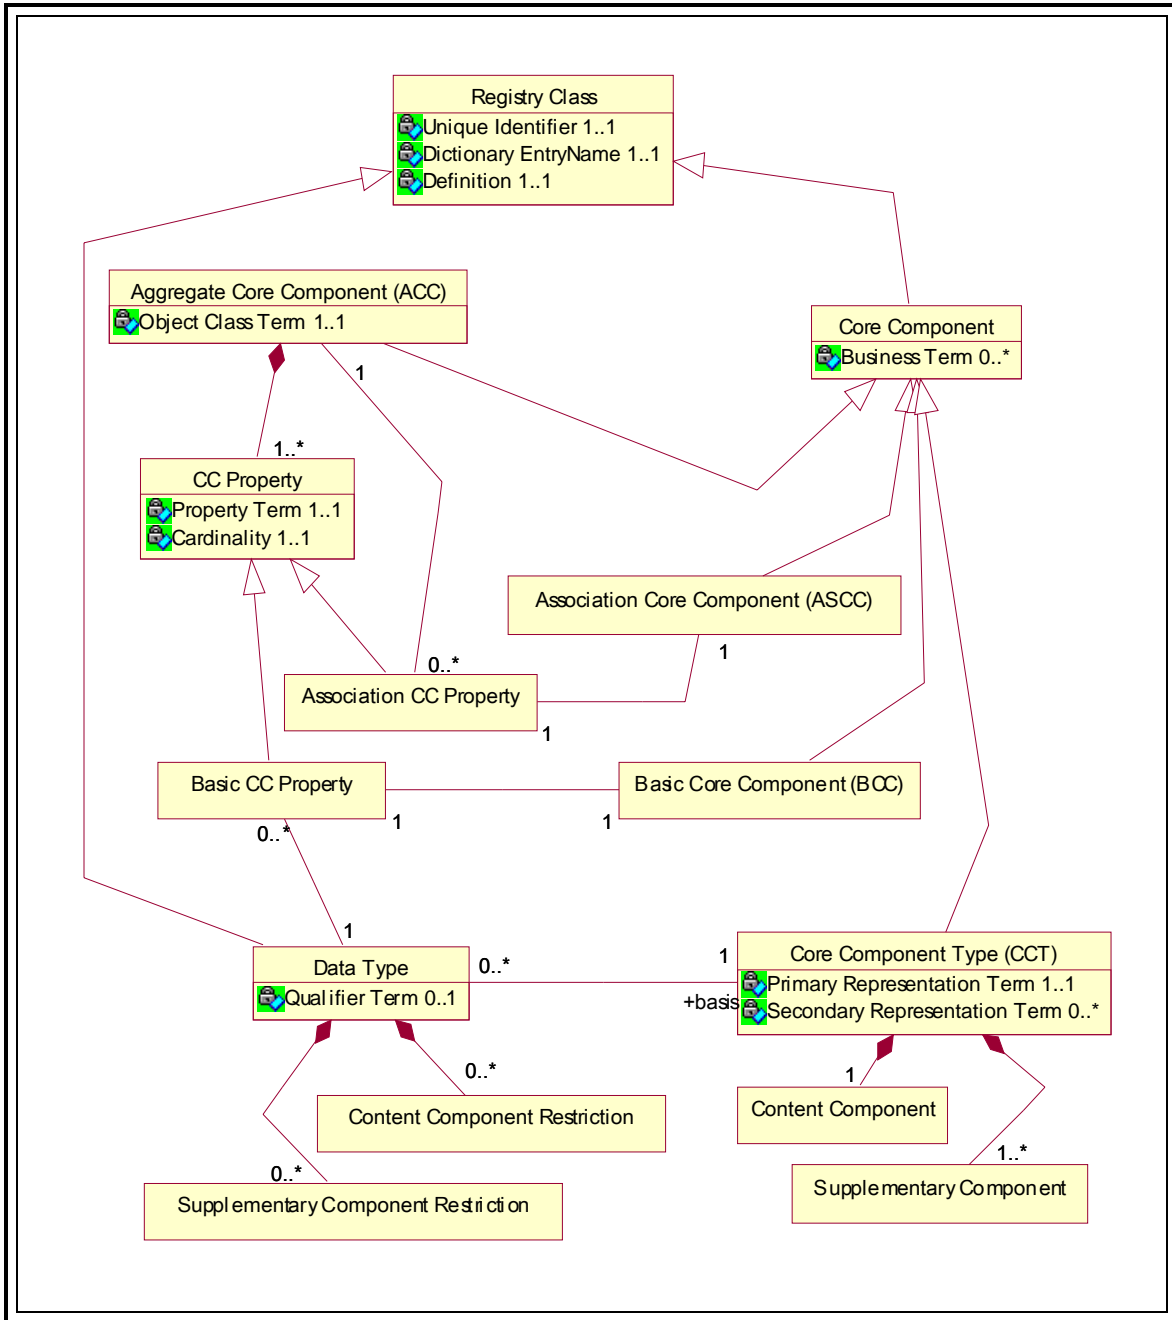 Registry Class
Unique Identifier 1..1
Dictionary EntryName 1..1
Definition 1..1
Aggregate Core Component (ACC)
Object Class Term 1..1
Core Component
Business Term 0..*
1
1..*
CC Property
Property Term 1..1
Cardinality 1..1
Association Core Component (ASCC)
1
0..*
Association CC Property
1
Basic CC Property
Basic Core Component (BCC)
0..*
1
1
1
Data Type
Qualifier Term 0..1
0..*
1
+basis
Core Component Type (CCT)
Primary Representation Term 1..1
Secondary Representation Term 0..*
0..*
Content Component Restriction
1
Content Component
0..*
Supplementary Component Restriction
1..*
Supplementary Component